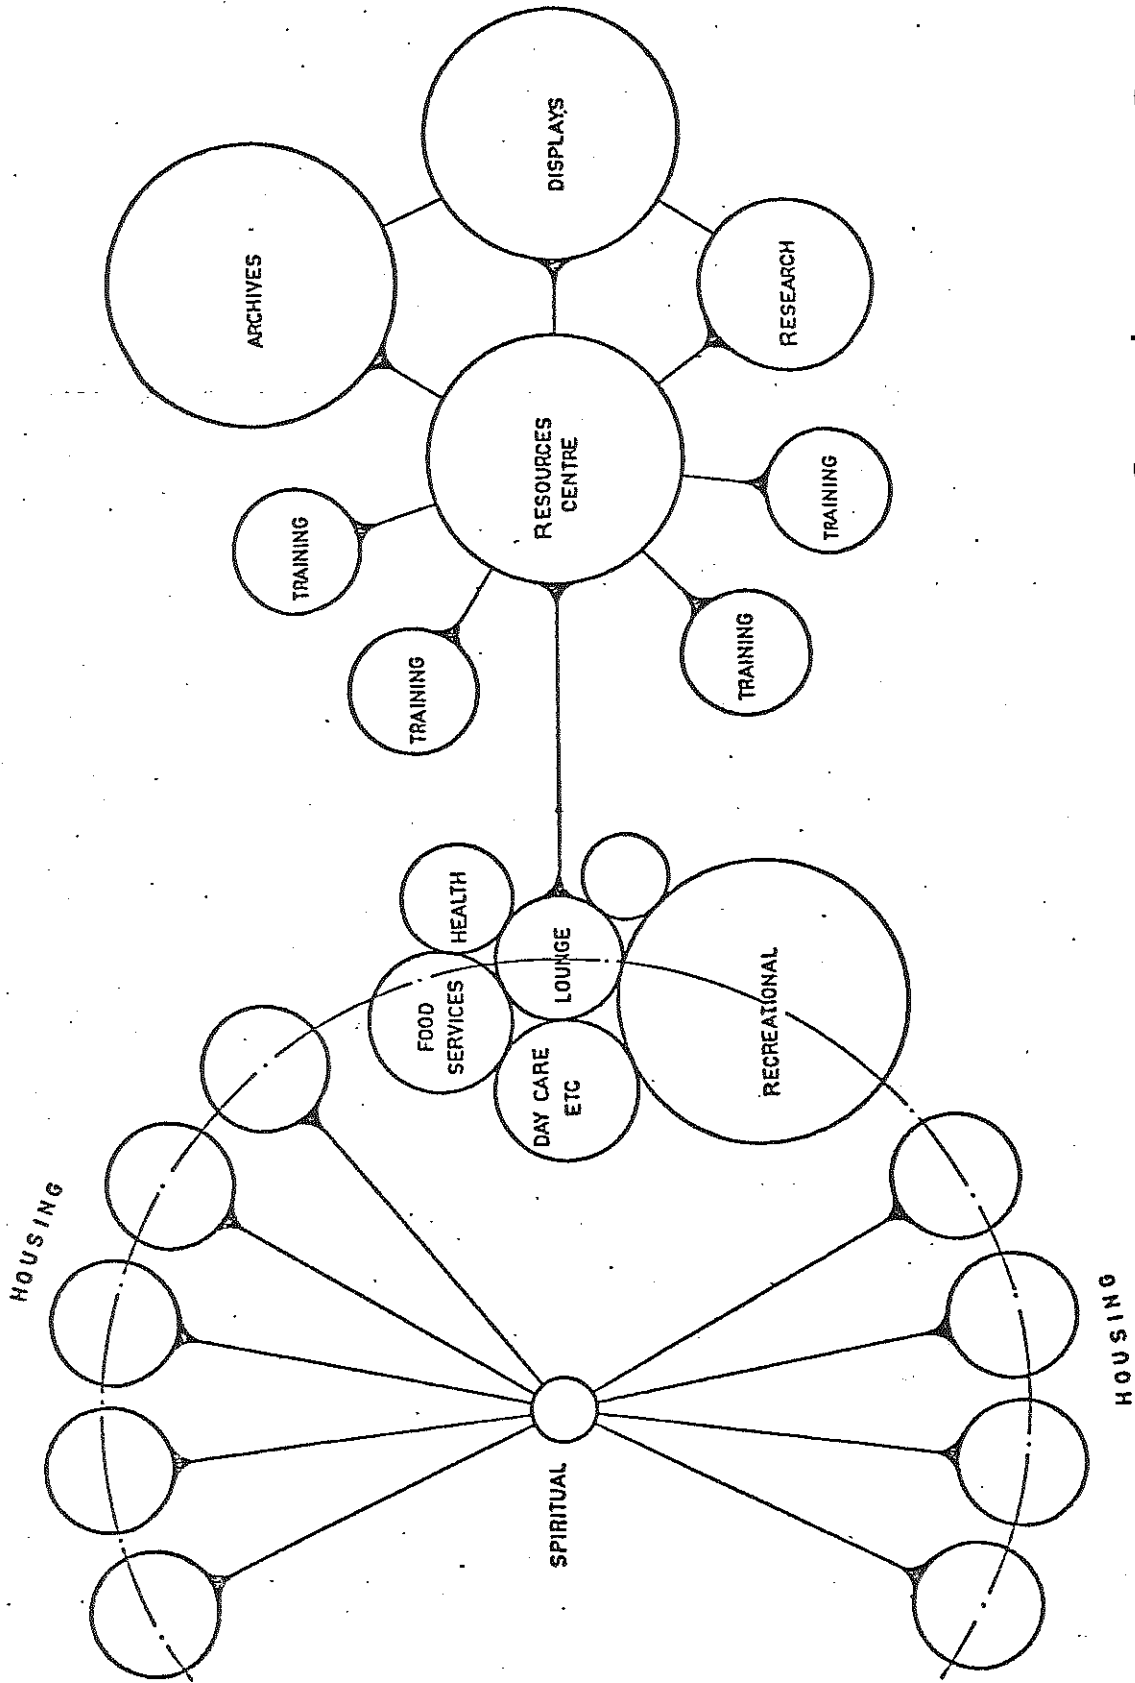 HOUSING
SPIRITUAL
HOUSING
FOOD
SERVICES
HEALTH
DAY CARE
ETC
LOUNGE
RECREATIONAL
TRAINING
TRAINING
RESOURCES
CENTRE
TRAINING
TRAINING
ARCHIVES
DISPLAYS
RESEARCH